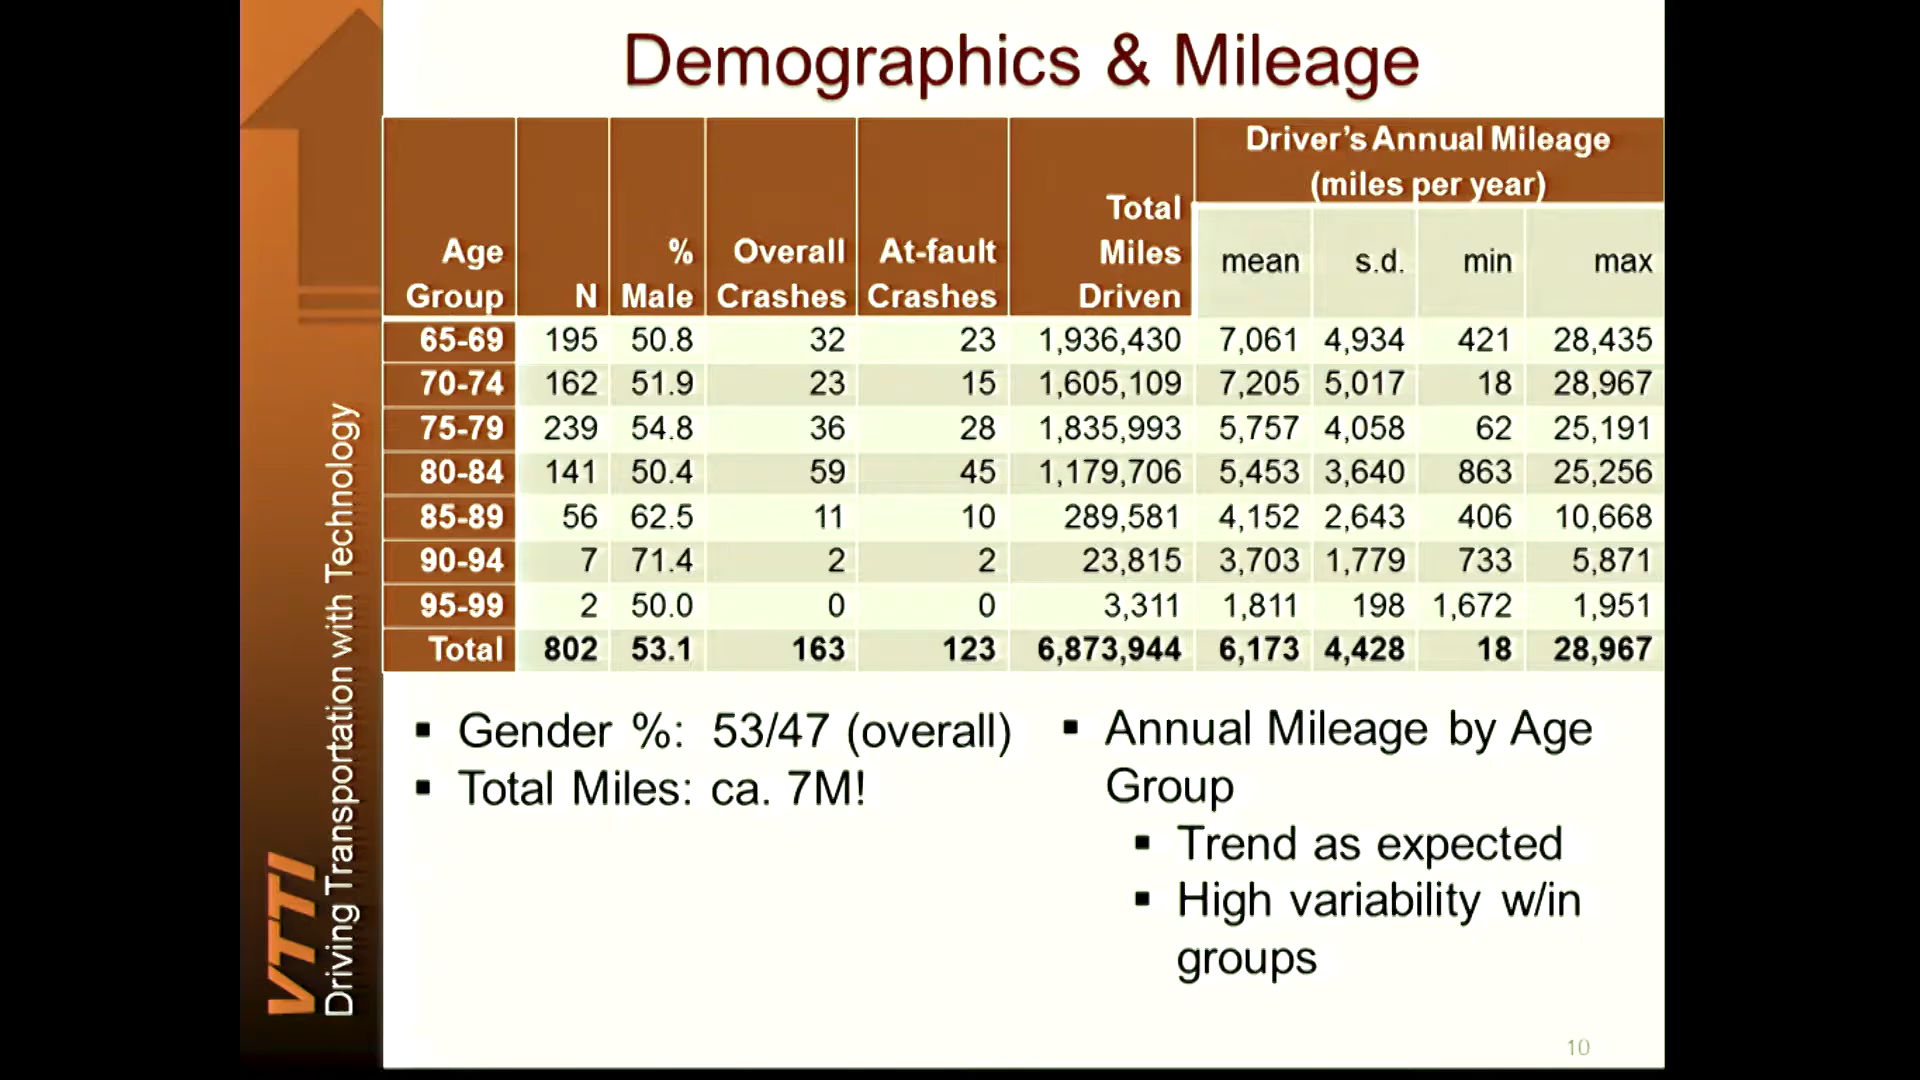 Demographics & Mileage
Age Group N % Male Overall Crashes At-fault Crashes Total Miles Driven Driver's Annual Mileage (miles per year)
mean s.d. min max
65-69 195 50.8 32 23 1,936,430 7,061 4,934 421 28,435
70-74 162 51.9 23 15 1,605,109 7,205 5,017 18 28,967
75-79 239 54.8 36 28 1,835,993 5,757 4,058 62 25,191
80-84 141 50.4 59 45 1,179,706 5,453 3,640 863 25,256
85-89 56 62.5 11 10 289,581 4,152 2,643 406 10,668
90-94 7 71.4 2 2 23,815 3,703 1,779 733 5,871
95-99 2 50.0 0 0 3,311 1,811 198 1,672 1,951
Total 802 53.1 163 123 6,873,944 6,173 4,428 18 28,967
▪ Gender %: 53/47 (overall)
▪ Total Miles: ca. 7M!
▪ Annual Mileage by Age
Group
▪ Trend as expected
▪ High variability w/in
groups
VTTI
Driving Transportation with Technology
10